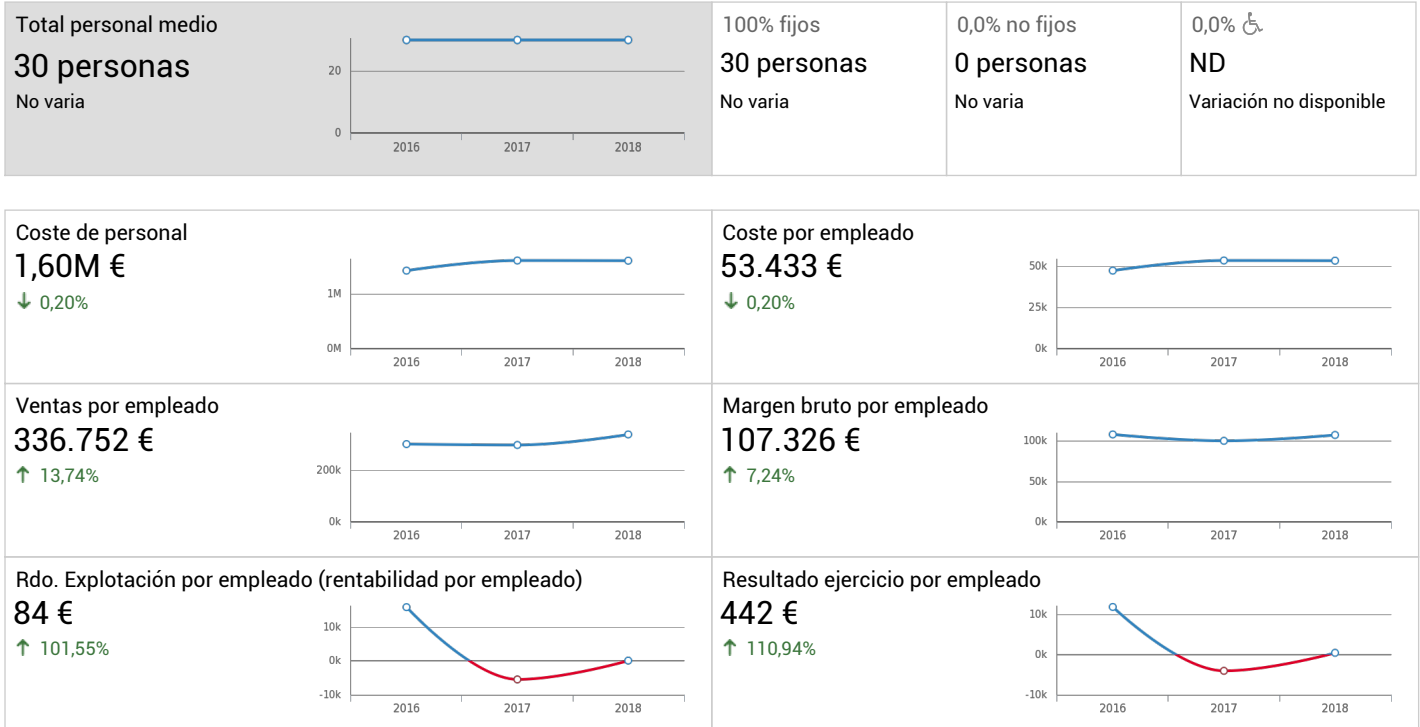 Total personal medio
30 personas
No varia
20
0
2016 2017 2018
100% fijos
30 personas
No varia
0,0% no fijos
0 personas
No varia
0,0%
ND
Variación no disponible
Coste de personal
1,60M €
0,20%
1M
0M
2016 2017 2018
Coste por empleado
53.433 €
0,20%
50k
25k
0k
2016 2017 2018
Ventas por empleado
336.752 €
13,74%
200k
0k
2016 2017 2018
Margen bruto por empleado
107.326 €
7,24%
100k
50k
0k
2016 2017 2018
Rdo. Explotación por empleado (rentabilidad por empleado)
84 €
101,55%
10k
0k
-10k
2016 2017 2018
Resultado ejercicio por empleado
442 €
110,94%
10k
0k
-10k
2016 2017 2018